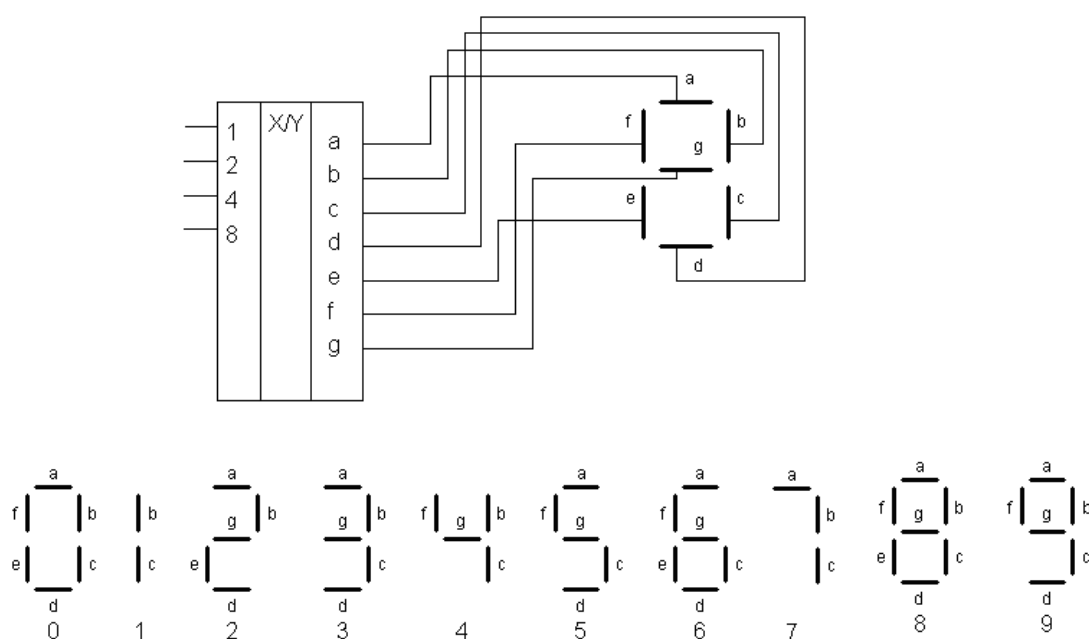 X/Y
1
2
4
8
a
b
c
d
e
f
g
a
f b
g
e c
d
a a a a a a a a
f b b g b g b f g b f g f g b f g b f g b
e c c e c c c e c c e c c
d d d d d d d
0 1 2 3 4 5 6 7 8 9